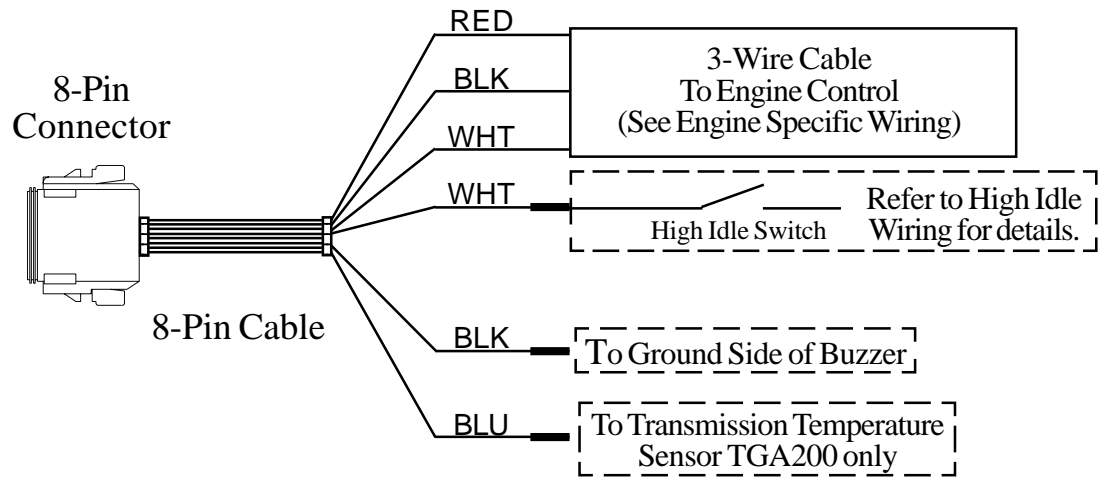 RED
3-Wire Cable
To Engine Control
(See Engine Specific Wiring)
8-Pin
Connector
BLK
WHT
WHT
High Idle Switch
Refer to High Idle
Wiring for details.
8-Pin Cable
BLK
To Ground Side of Buzzer
BLU
To Transmission Temperature
Sensor TGA200 only